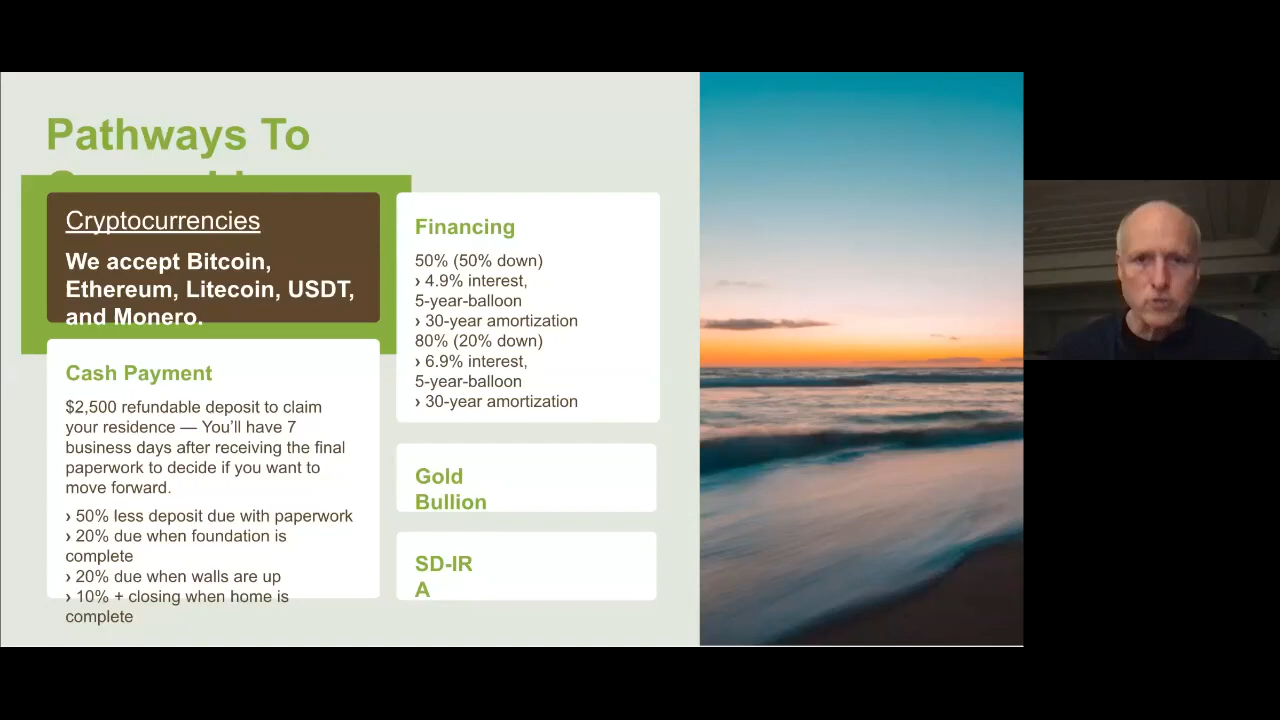 Pathways To
Cryptocurrencies
We accept Bitcoin,
Ethereum, Litecoin, USDT,
and Monero.
Cash Payment
$2,500 refundable deposit to claim
your residence — You’ll have 7
business days after receiving the final
paperwork to decide if you want to
move forward.
› 50% less deposit due with paperwork
› 20% due when foundation is
complete
› 20% due when walls are up
› 10% + closing when home is
complete
Financing
50% (50% down)
› 4.9% interest,
5-year-balloon
› 30-year amortization
80% (20% down)
› 6.9% interest,
5-year-balloon
› 30-year amortization
Gold
Bullion
SD-IR
A